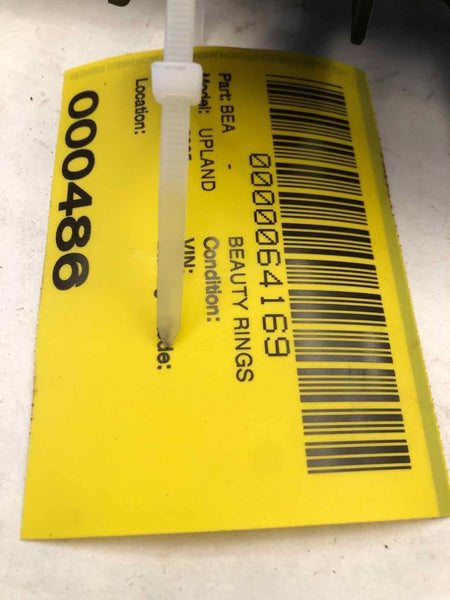 0000064169
Part: BEA - BEAUTY RINGS
Model: UPLAND Condition:
VIN:
de:
Location:
000486